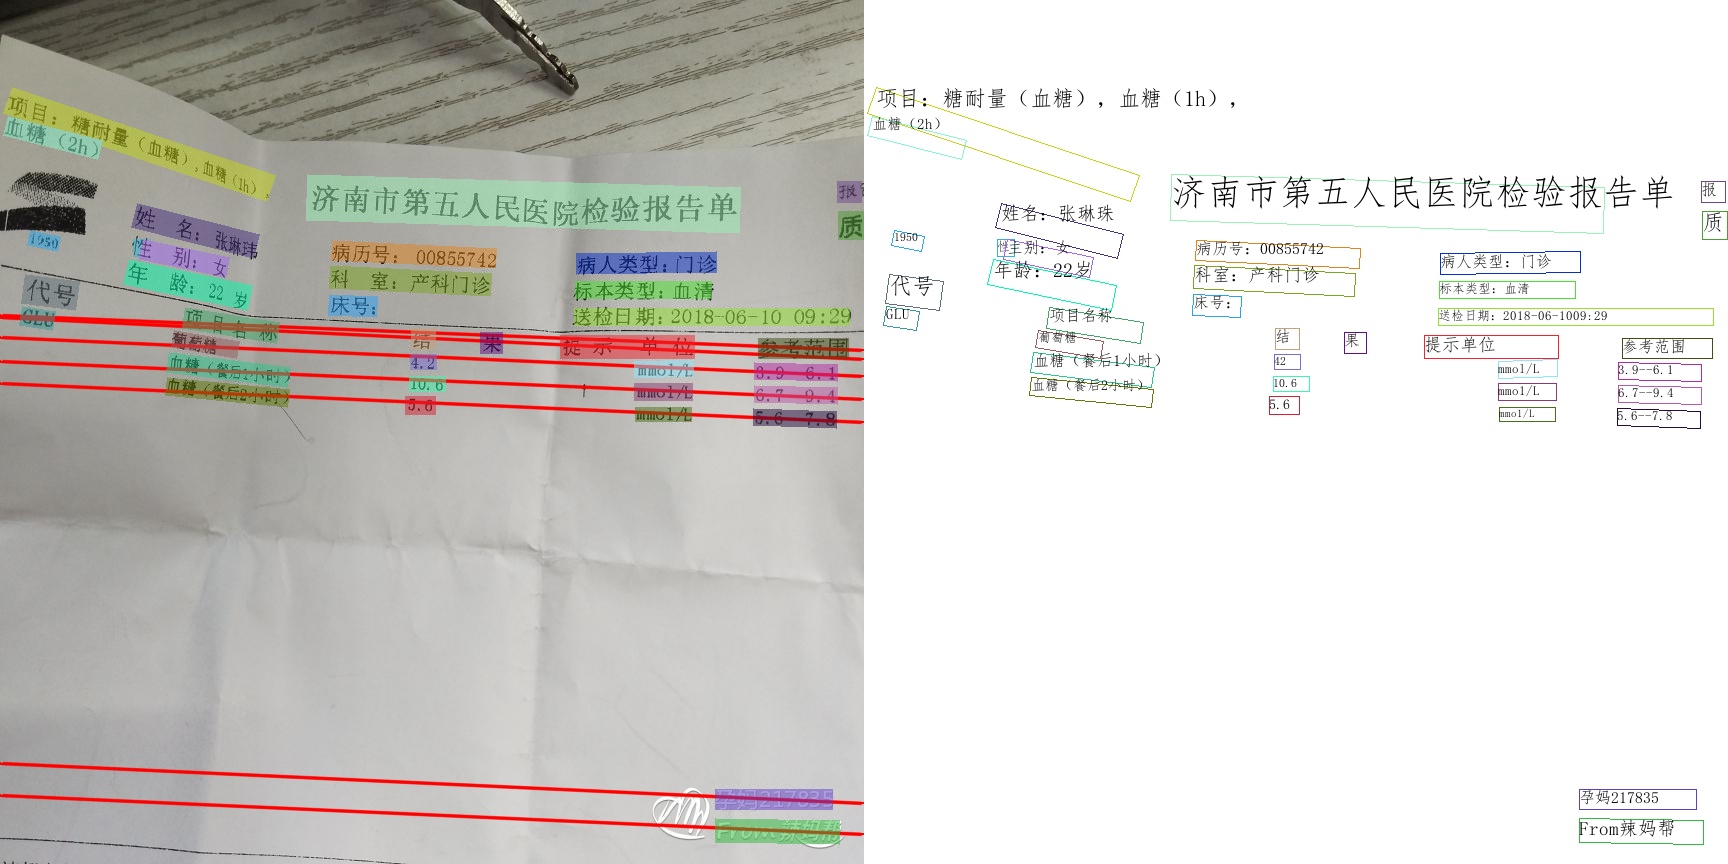 项目：糖耐量（血糖），血糖（1h），
血糖（2h）
1950
济南市第五人民医院检验报告单
报
质
姓 名：张琳玮
病历号：00855742
病人类型：门诊
性 别：女
科 室：产科门诊
标本类型：血清
年 龄：22 岁
床号：
送检日期：2018-06-10 09:29
代号 项目名称 结 果 提示 单位 参考范围
GLU 葡萄糖 4.2 mmol/L 3.9--6.1
血糖（餐后1小时） 10.6 ↑ mmol/L 6.7--9.4
血糖（餐后2小时） 5.6 mmol/L 5.6--7.8
孕妈217835
From辣妈帮
项目：糖耐量（血糖），血糖（1h），
血糖（2h）
济南市第五人民医院检验报告单
报
质
1950
姓名：张琳珠
病历号：00855742
病人类型：门诊
性别：女
科室：产科门诊
标本类型：血清
年龄：22岁
床号：
送检日期：2018-06-1009:29
代号 项目名称 结 果 提示单位 参考范围
GLU 葡萄糖 42 mmol/L 3.9--6.1
血糖（餐后1小时） 10.6 mmol/L 6.7--9.4
血糖（餐后2小时） 5.6 mmol/L 5.6--7.8
孕妈217835
From辣妈帮